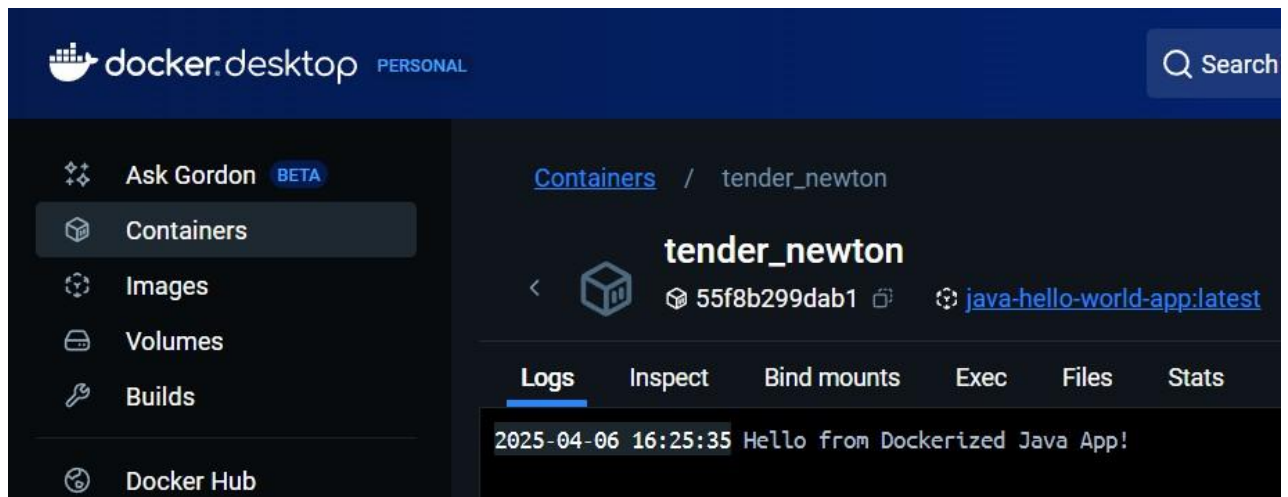 docker.desktop PERSONAL
Search
Ask Gordon BETA
Containers
Images
Volumes
Builds
Docker Hub
Containers / tender_newton
tender_newton
55f8b299dab1 java-hello-world-app:latest
Logs Inspect Bind mounts Exec Files Stats
2025-04-06 16:25:35 Hello from Dockerized Java App!